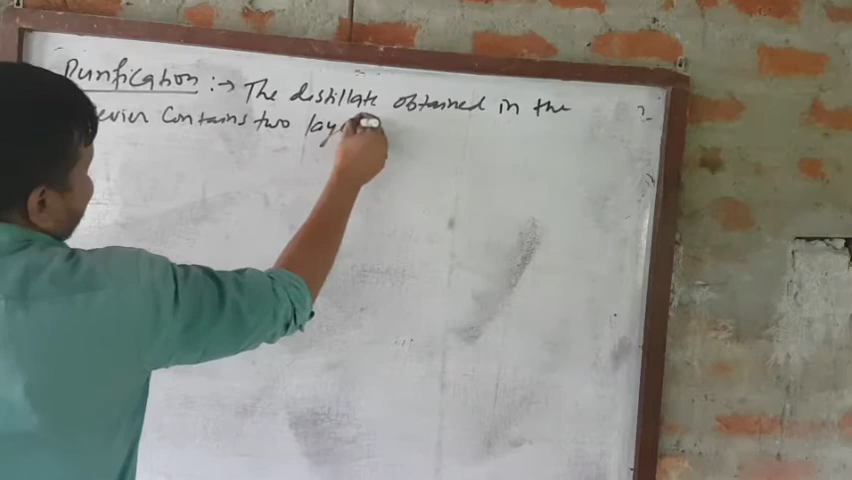 Purification :→ The distillate obtained in the
contains two lay